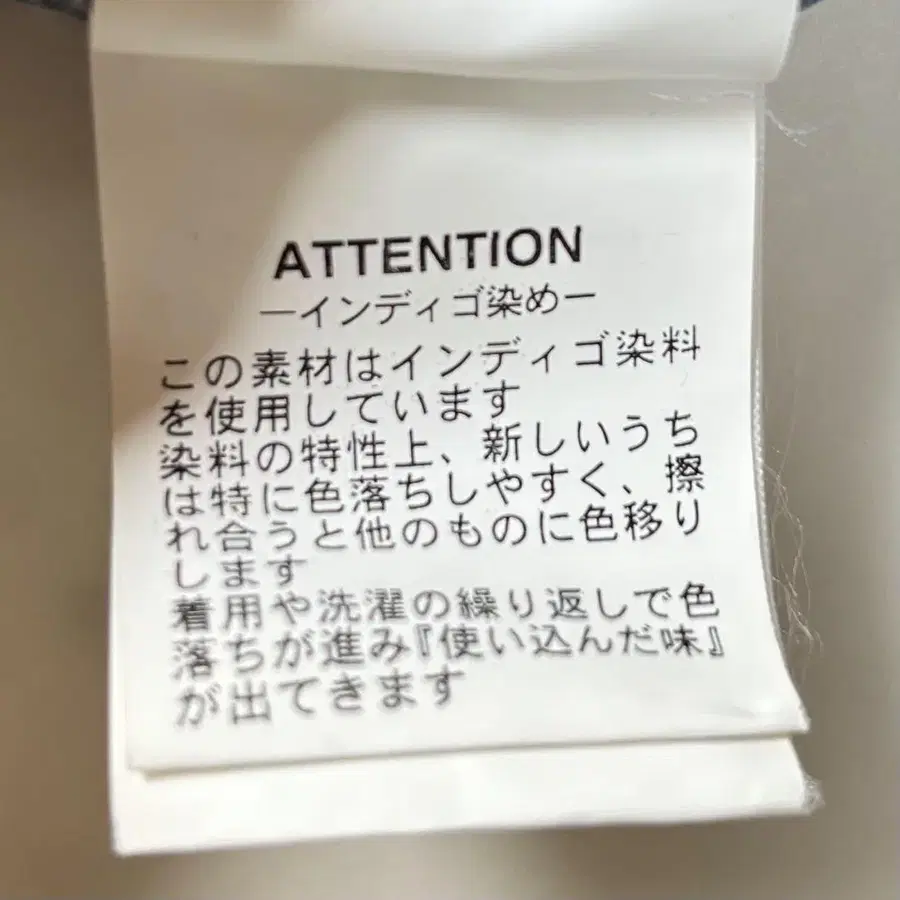 ATTENTION
―インディゴ染め―
この素材はインディゴ染料
を使用しています
染料の特性上、新しいうち
は特に色落ちしやすく、擦
れ合うと他のものに色移り
します
着用や洗濯の繰り返しで色
落ちが進み『使い込んだ味』
が出てきます